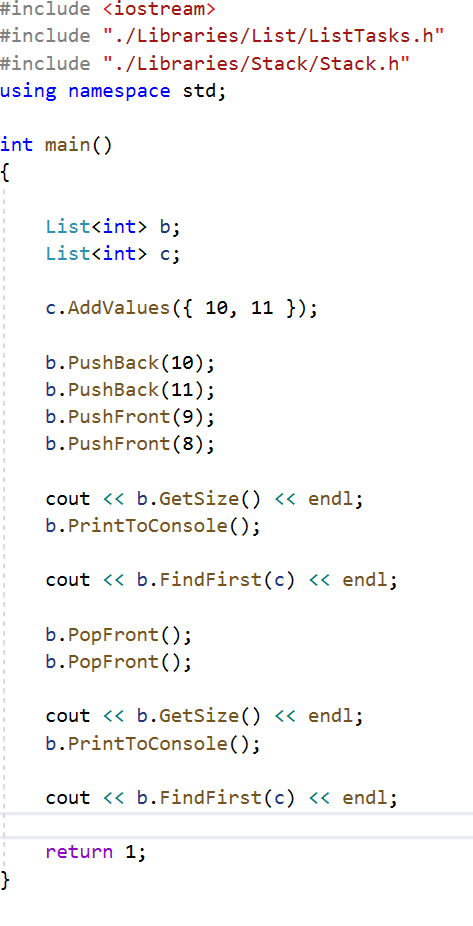 #include <iostream>
#include "./Libraries/List/ListTasks.h"
#include "./Libraries/Stack/Stack.h"
using namespace std;
int main()
{
List<int> b;
List<int> c;
c.AddValues({ 10, 11 });
b.PushBack(10);
b.PushBack(11);
b.PushFront(9);
b.PushFront(8);
cout << b.GetSize() << endl;
b.PrintToConsole();
cout << b.FindFirst(c) << endl;
b.PopFront();
b.PopFront();
cout << b.GetSize() << endl;
b.PrintToConsole();
cout << b.FindFirst(c) << endl;
return 1;
}